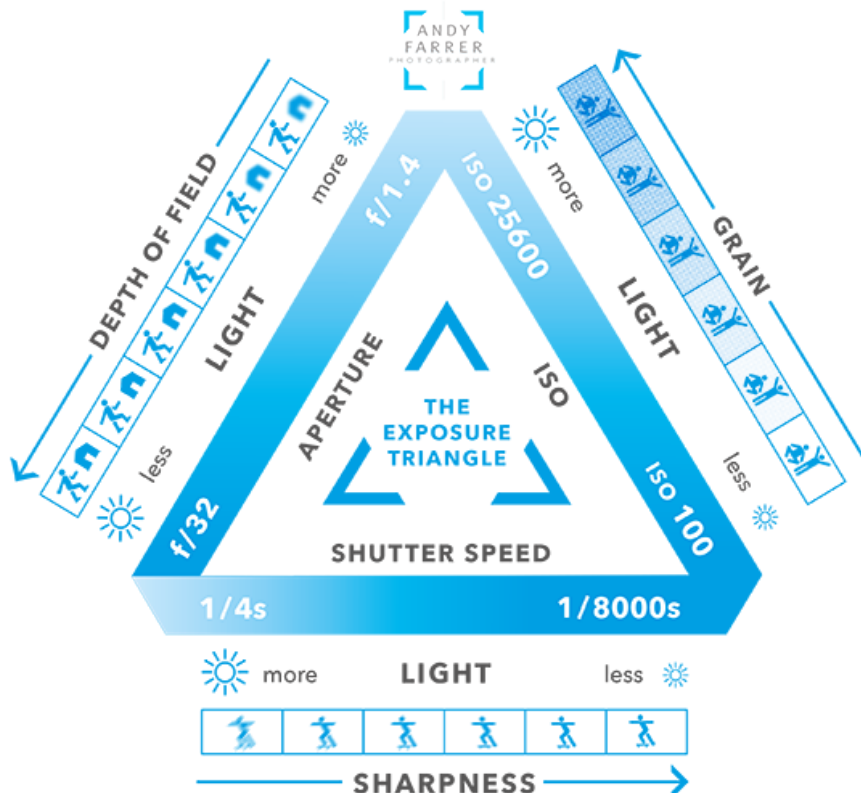 ANDY
FARRER
PHOTOGRAPHER
DEPTH OF FIELD
more
LIGHT
less
f/1.4
f/32
APERTURE
ISO 25600
ISO 100
ISO
more
LIGHT
less
GRAIN
THE
EXPOSURE
TRIANGLE
SHUTTER SPEED
1/4s
1/8000s
more
LIGHT
less
SHARPNESS